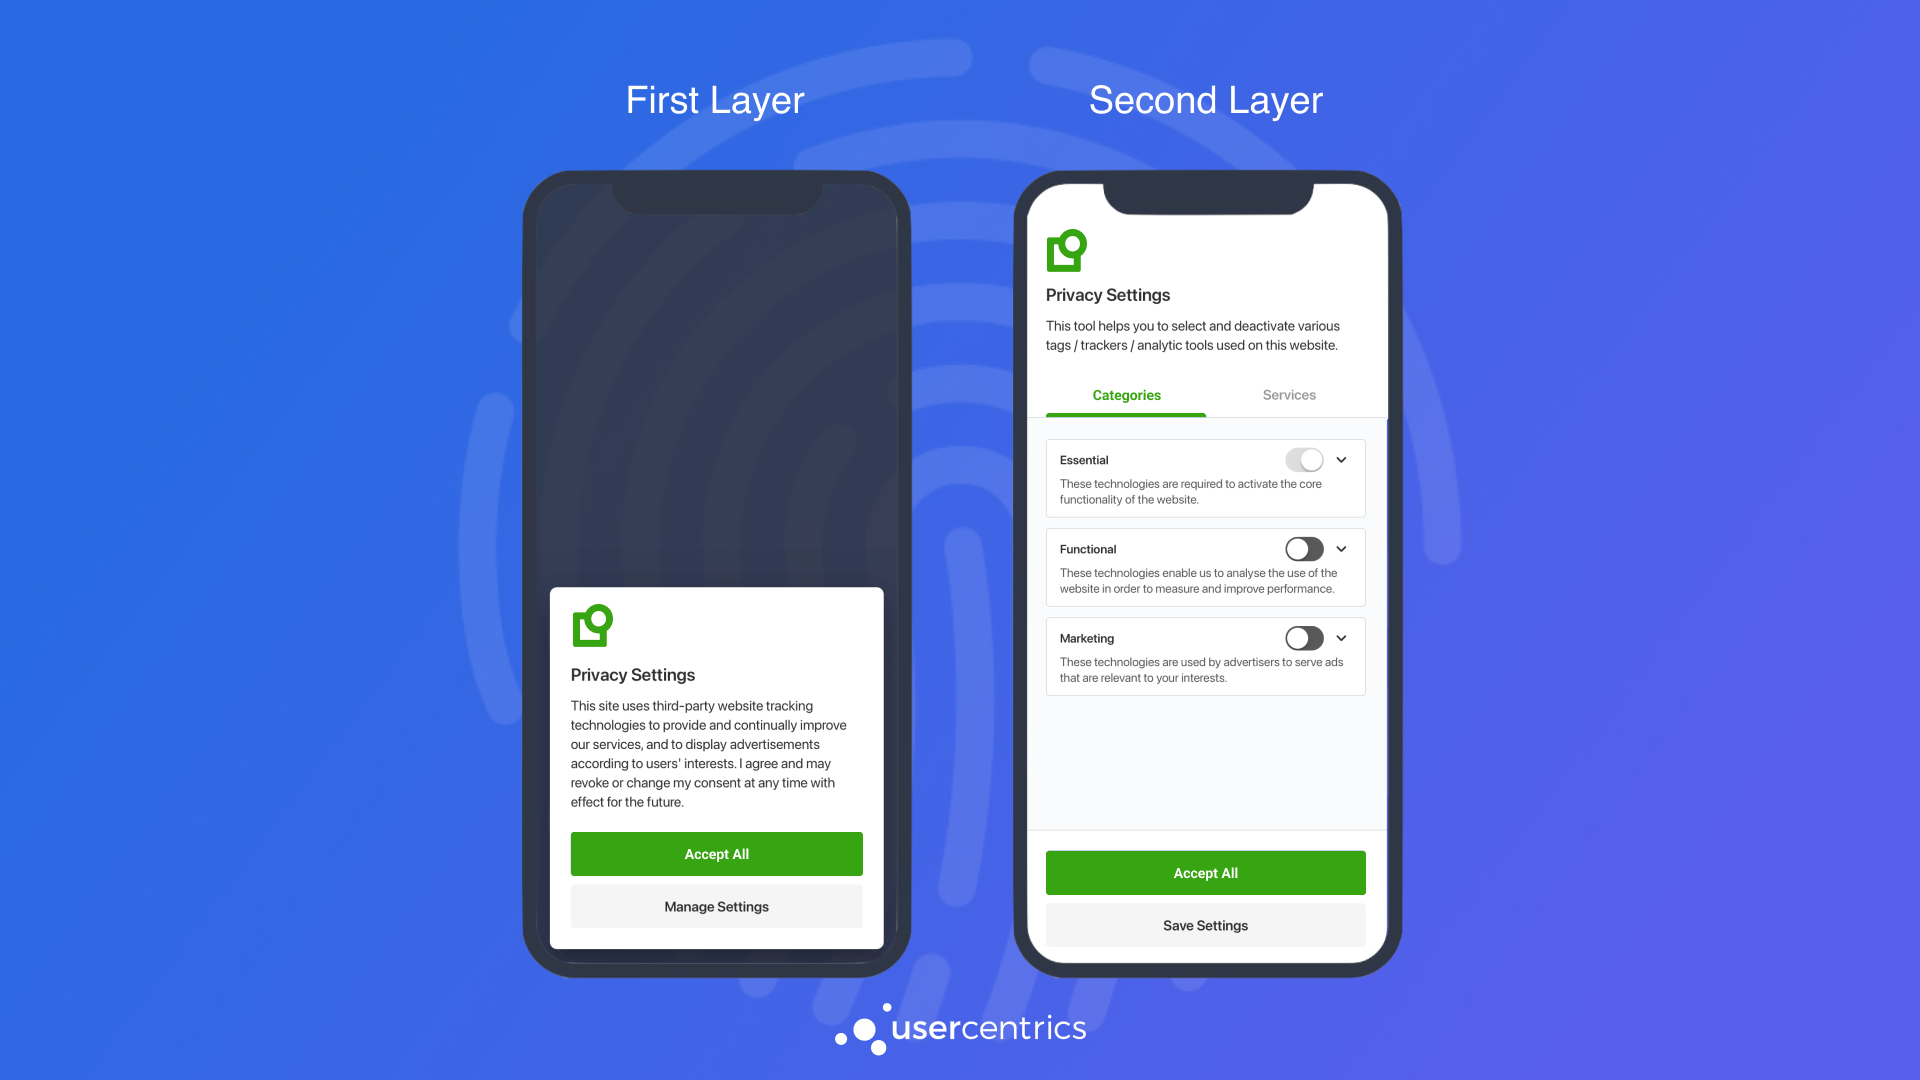 First Layer
Second Layer
Privacy Settings
This site uses third-party website tracking
technologies to provide and continually improve
our services, and to display advertisements
according to users' interests. I agree and may
revoke or change my consent at any time with
effect for the future.
Accept All
Manage Settings
Privacy Settings
This tool helps you to select and deactivate various
tags / trackers / analytic tools used on this website.
Categories
Services
Essential
These technologies are required to activate the core
functionality of the website.
Functional
These technologies enable us to analyse the use of the
website in order to measure and improve performance.
Marketing
These technologies are used by advertisers to serve ads
that are relevant to your interests.
Accept All
Save Settings
usercentrics